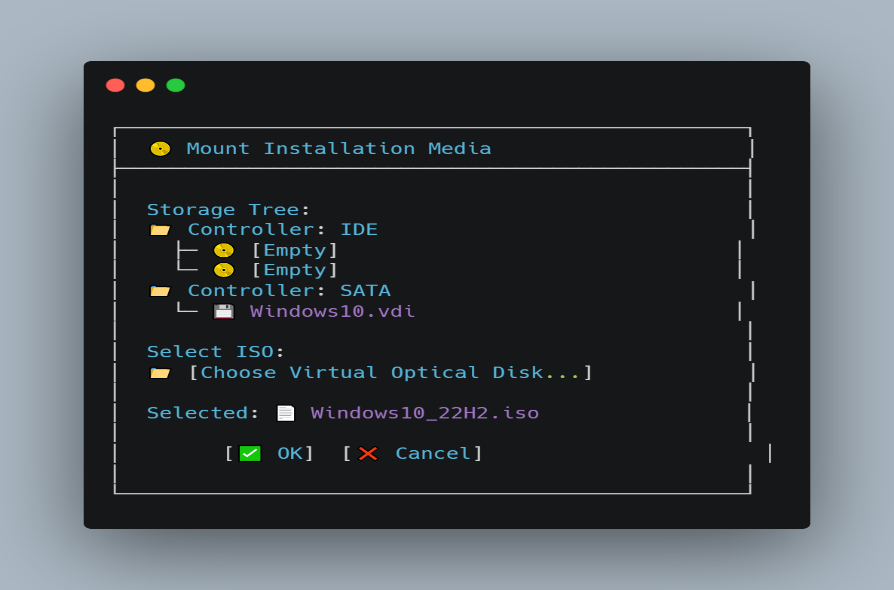 Mount Installation Media
Storage Tree:
Controller: IDE
[Empty]
[Empty]
Controller: SATA
Windows10.vdi
Select ISO:
[Choose Virtual Optical Disk...]
Selected: Windows10_22H2.iso
[✅ OK] [❌ Cancel]